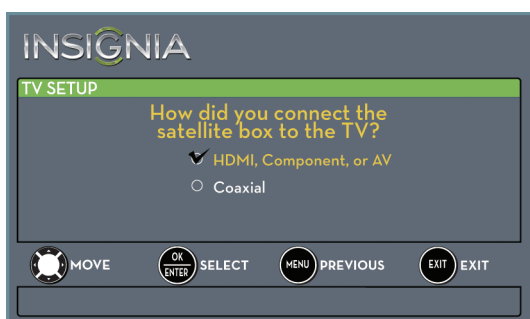 INSIGNIA
TV SETUP
How did you connect the
satellite box to the TV?
HDMI, Component, or AV
Coaxial
MOVE OK ENTER SELECT MENU PREVIOUS EXIT EXIT